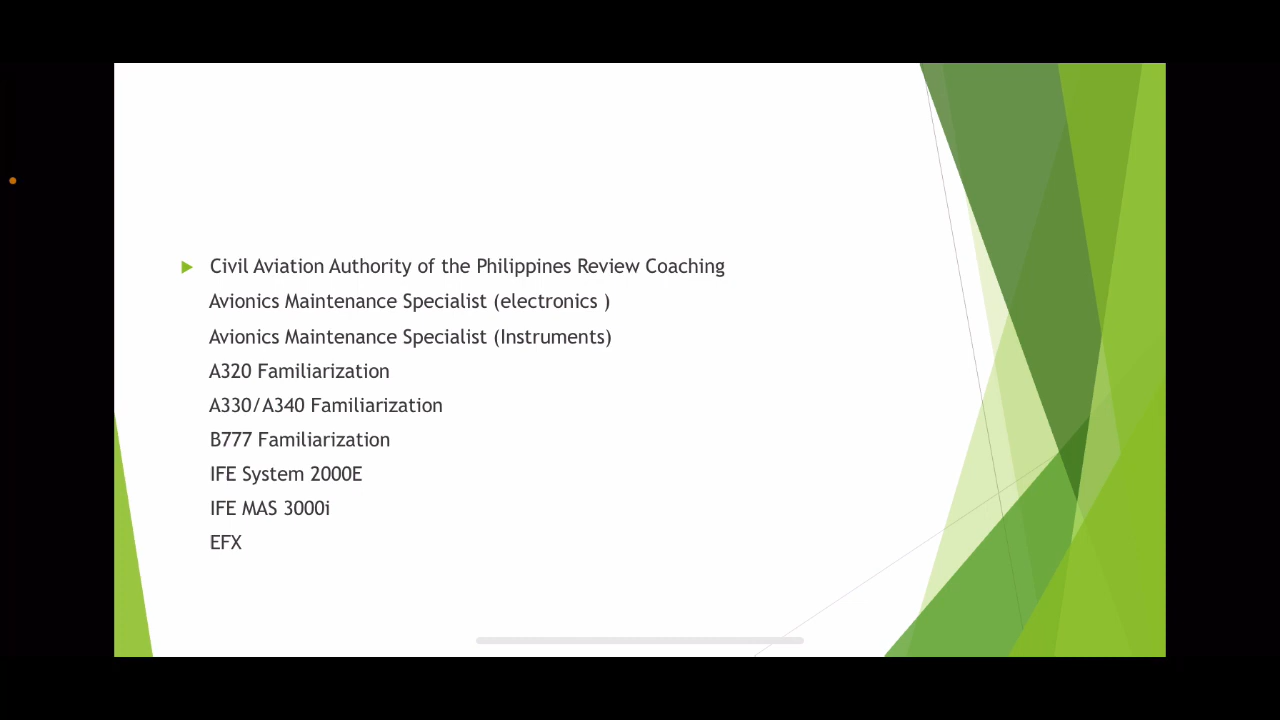 Civil Aviation Authority of the Philippines Review Coaching
Avionics Maintenance Specialist (electronics )
Avionics Maintenance Specialist (Instruments)
A320 Familiarization
A330/A340 Familiarization
B777 Familiarization
IFE System 2000E
IFE MAS 3000i
EFX